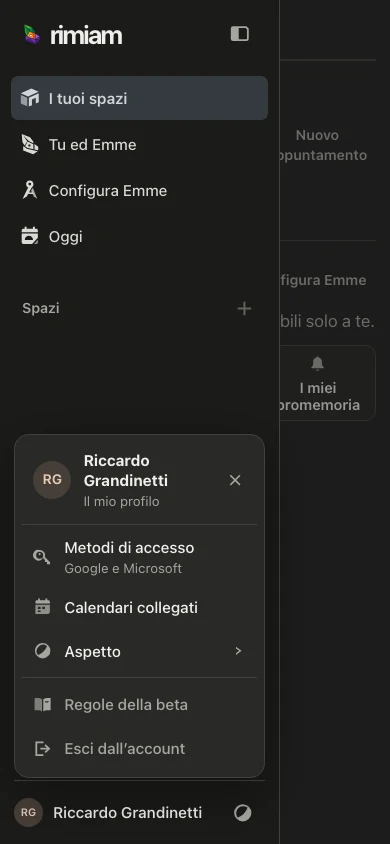 rimiam
I tuoi spazi
Tu ed Emme
Configura Emme
Oggi
Spazi
Nuovo
figura Emme
bili solo a te.
I miei
promemoria
RG
Riccardo
Grandinetti
Il mio profilo
Metodi di accesso
Google e Microsoft
Calendari collegati
Aspetto
Regole della beta
Esci dall’account
RG
Riccardo Grandinetti